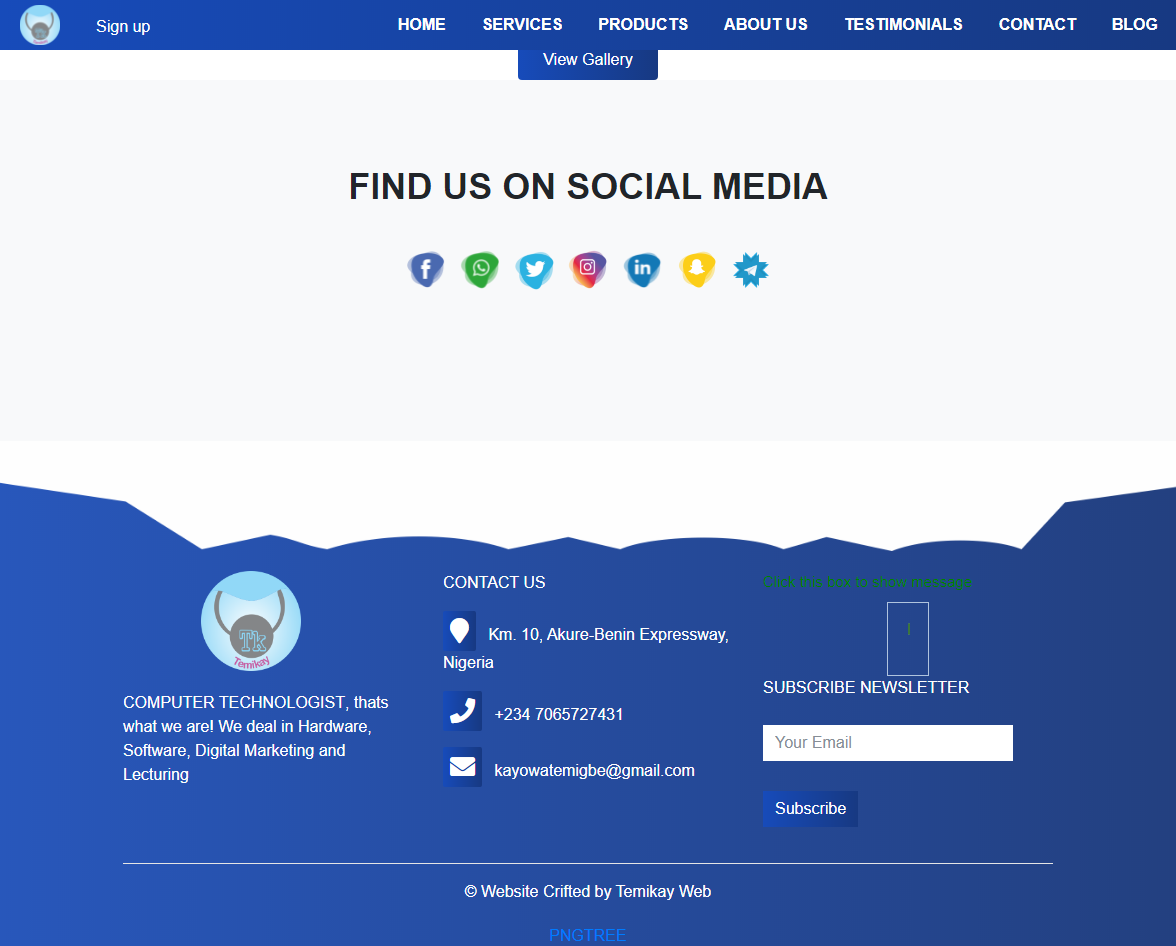 Sign up
HOME SERVICES PRODUCTS ABOUT US TESTIMONIALS CONTACT BLOG
View Gallery
FIND US ON SOCIAL MEDIA
Tk
Temikay
COMPUTER TECHNOLOGIST, thats
what we are! We deal in Hardware,
Software, Digital Marketing and
Lecturing
CONTACT US
Km. 10, Akure-Benin Expressway,
Nigeria
+234 7065727431
kayowatemigbe@gmail.com
Click this box to show message
SUBSCRIBE NEWSLETTER
Your Email
Subscribe
© Website Crifted by Temikay Web
PNGTREE